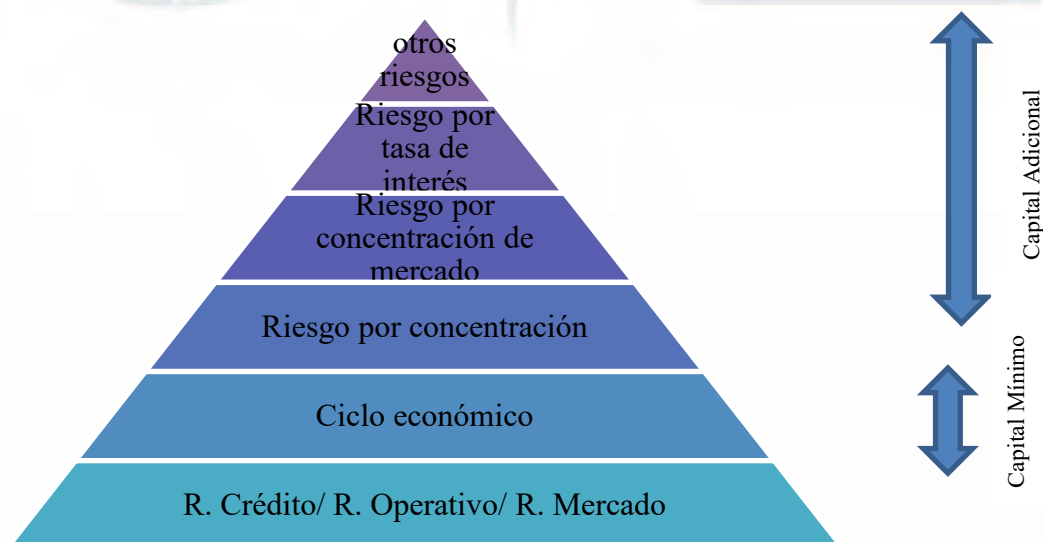 otros
riesgos
Riesgo por
tasa de
interés
Riesgo por
concentración de
mercado
Riesgo por concentración
Ciclo económico
R. Crédito/ R. Operativo/ R. Mercado
Capital Adicional
Capital Mínimo